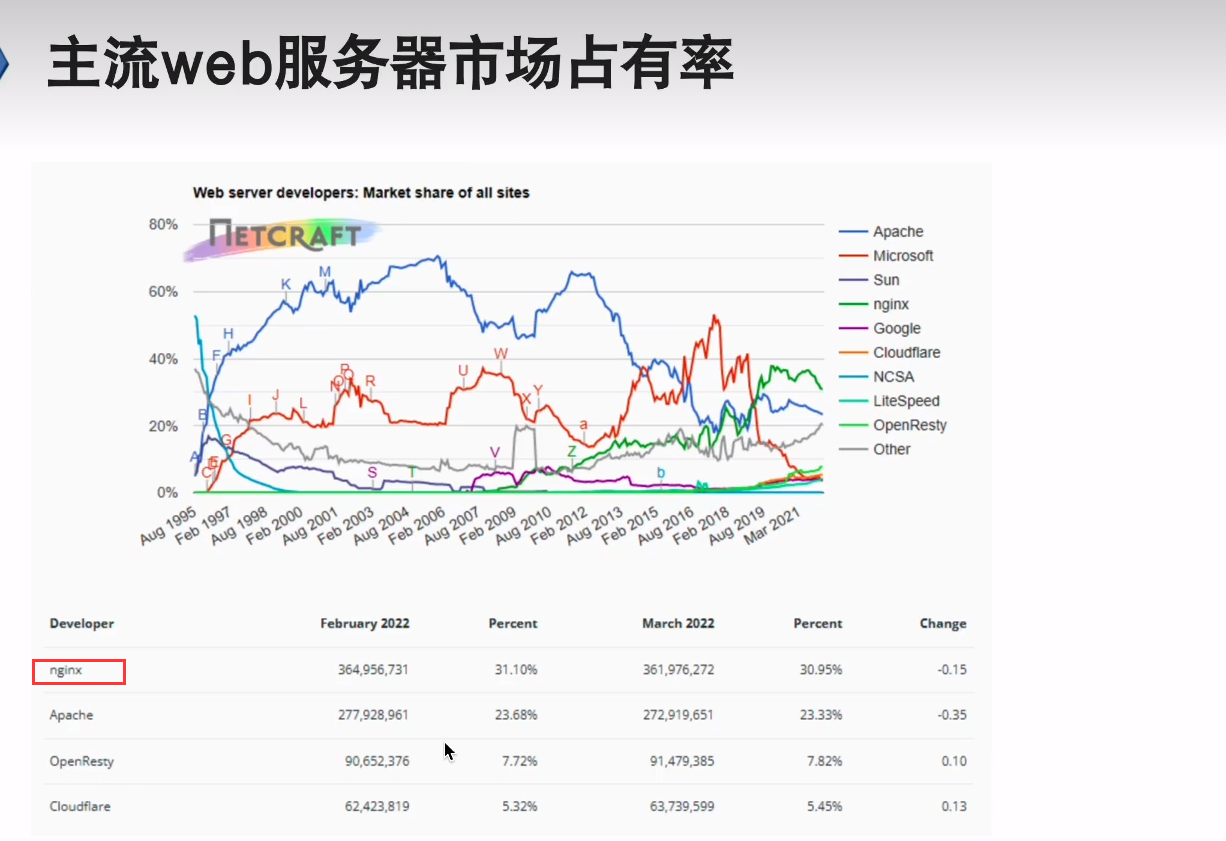 主流web服务器市场占有率
Web server developers: Market share of all sites
NETCRAFT
80%
60%
40%
20%
0%
K
M
H
F
B
A
I
J
L
G
E
C
P
O
Q
N
R
U
W
X
Y
a
V
Z
S
T
b
Aug 1995
Feb 1997
Aug 1998
Feb 2000
Aug 2001
Feb 2003
Aug 2004
Feb 2006
Aug 2007
Feb 2009
Aug 2010
Feb 2012
Aug 2013
Feb 2015
Aug 2016
Feb 2018
Aug 2019
Mar 2021
Apache
Microsoft
Sun
nginx
Google
Cloudflare
NCSA
LiteSpeed
OpenResty
Other
Developer February 2022 Percent March 2022 Percent Change
nginx 364,956,731 31.10% 361,976,272 30.95% -0.15
Apache 277,928,961 23.68% 272,919,651 23.33% -0.35
OpenResty 90,652,376 7.72% 91,479,385 7.82% 0.10
Cloudflare 62,423,819 5.32% 63,739,599 5.45% 0.13